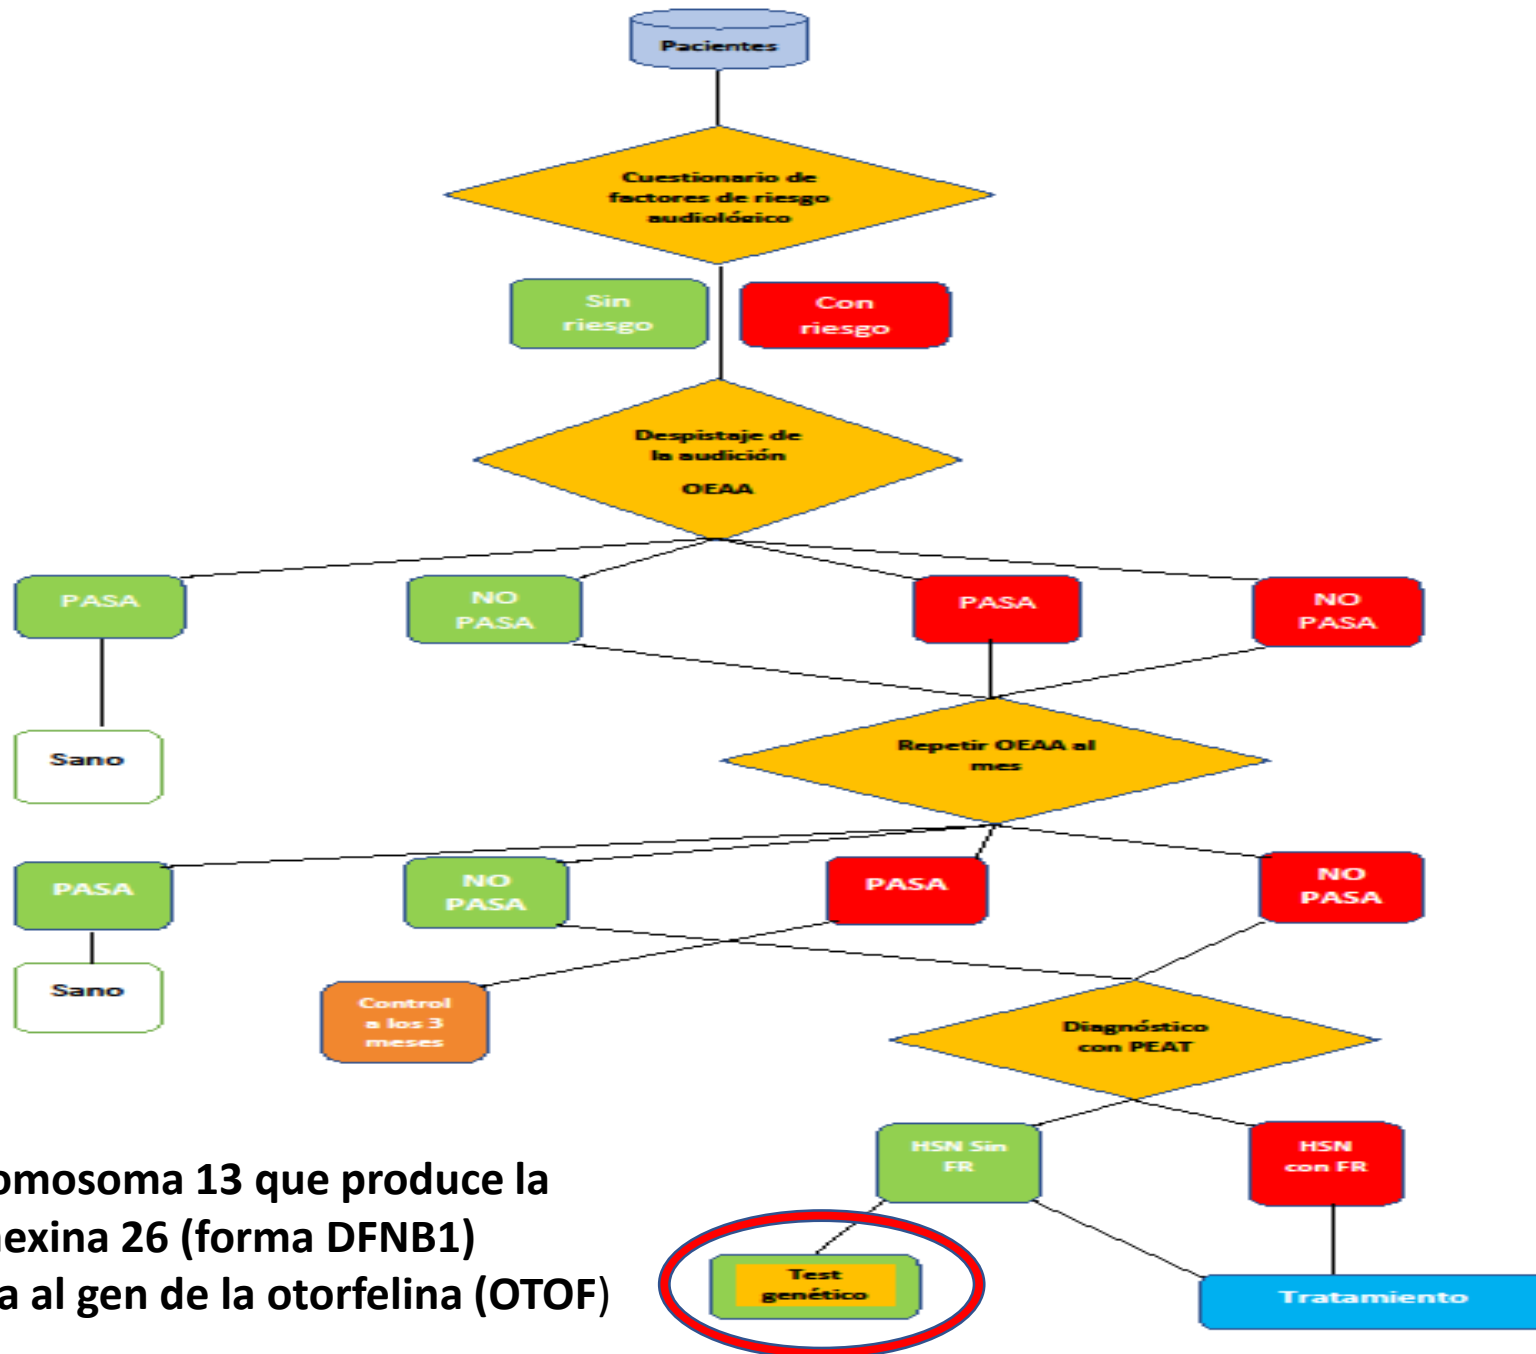 Pacientes
Cuestionario de
factores de riesgo
audiológico
Sin
riesgo
Con
riesgo
Despistaje de
la audición
OEAA
PASA
NO
PASA
PASA
NO
PASA
Sano
Repetir OEAA al
mes
PASA
NO
PASA
PASA
NO
PASA
Sano
Control
a los 3
meses
Diagnóstico
con PEAT
HSN Sin
FR
HSN
con FR
omosoma 13 que produce la
nexina 26 (forma DFNB1)
a al gen de la otorfelina (OTOF)
Test
genético
Tratamiento